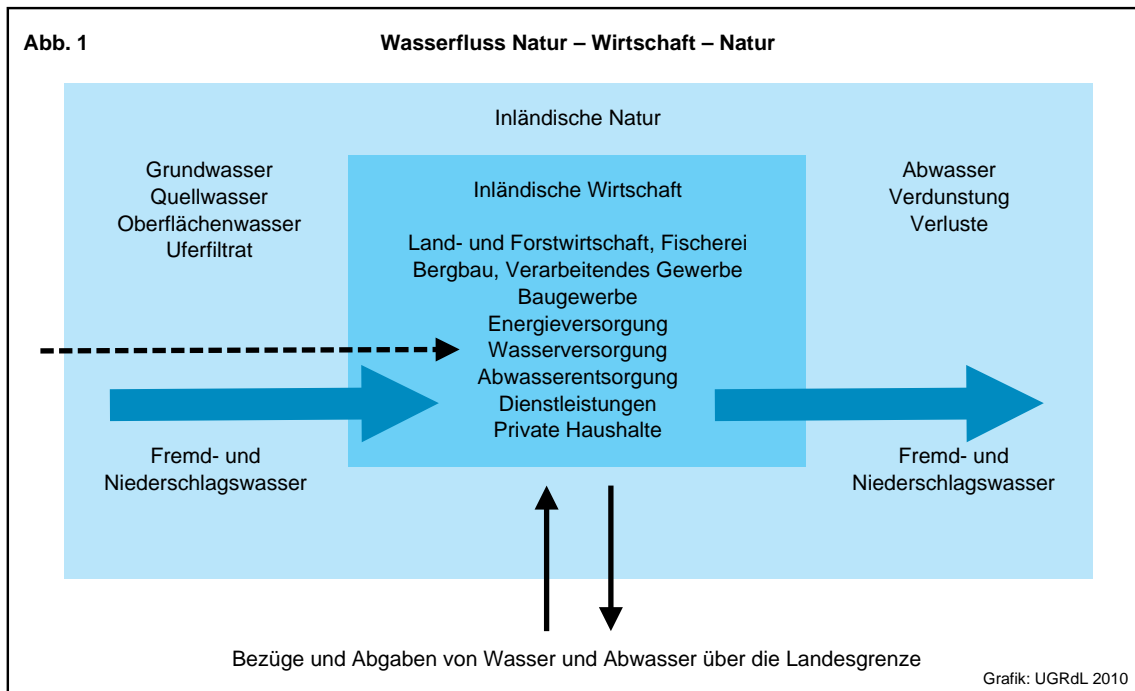 Abb. 1
Wasserfluss Natur – Wirtschaft – Natur
Inländische Natur
Grundwasser
Quellwasser
Oberflächenwasser
Uferfiltrat
Inländische Wirtschaft
Land- und Forstwirtschaft, Fischerei
Bergbau, Verarbeitendes Gewerbe
Baugewerbe
Energieversorgung
Wasserversorgung
Abwasserentsorgung
Dienstleistungen
Private Haushalte
Abwasser
Verdunstung
Verluste
Fremd- und
Niederschlagswasser
Fremd- und
Niederschlagswasser
Bezüge und Abgaben von Wasser und Abwasser über die Landesgrenze
Grafik: UGRdL 2010